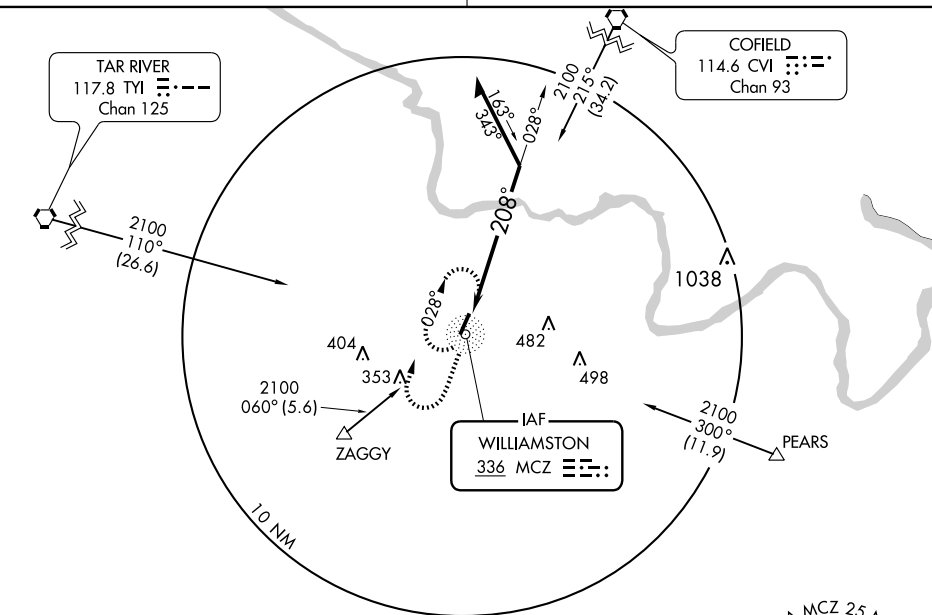 TAR RIVER
117.8 TYI
Chan 125
COFIELD
114.6 CVI
Chan 93
2100
215°
(34.2)
163°
343°
028°
208°
2100
110°
(26.6)
1038
028°
404
353
482
498
2100
060° (5.6)
ZAGGY
IAF
WILLIAMSTON
336 MCZ
2100
300°
(11.9)
PEARS
10 NM
MCZ 25